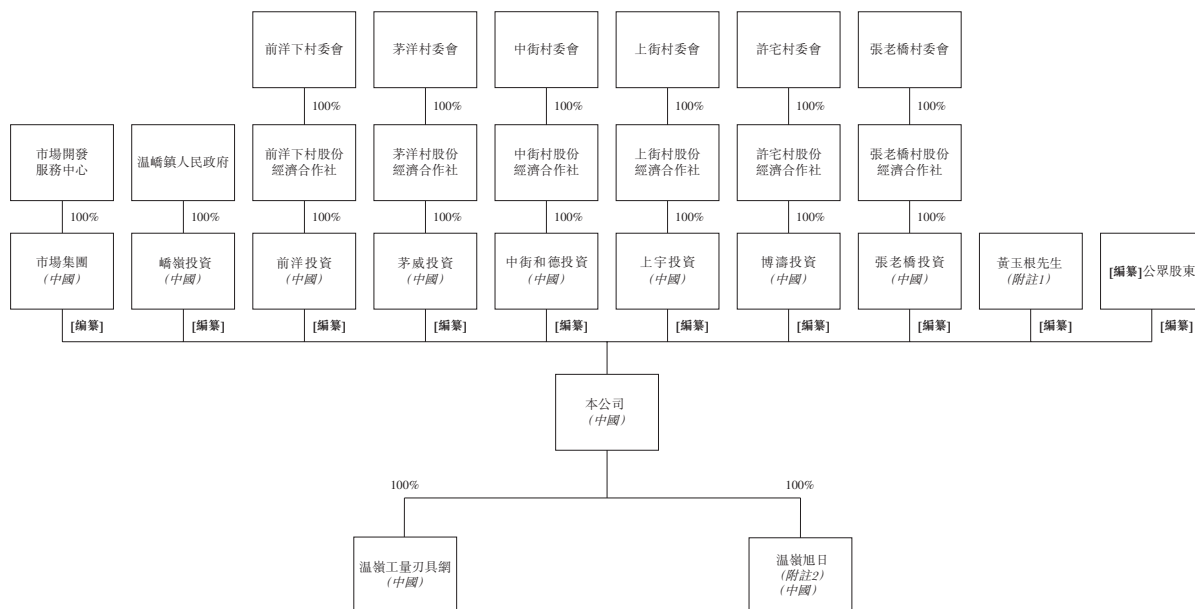 前洋下村委會
茅洋村委會
中街村委會
上街村委會
許宅村委會
張老橋村委會
100%
100%
100%
100%
100%
100%
市場開發
服務中心
溫嶠鎮人民政府
前洋下村股份
經濟合作社
茅洋村股份
經濟合作社
中街村股份
經濟合作社
上街村股份
經濟合作社
許宅村股份
經濟合作社
張老橋村股份
經濟合作社
100%
100%
100%
100%
100%
100%
100%
100%
市場集團
(中國)
嶠嶺投資
(中國)
前洋投資
(中國)
茅威投資
(中國)
中街和德投資
(中國)
上宇投資
(中國)
博濤投資
(中國)
張老橋投資
(中國)
黃玉根先生
(附註1)
[編纂]公眾股東
[編纂]
[編纂]
[編纂]
[編纂]
[編纂]
[編纂]
[編纂]
[編纂]
[編纂]
[編纂]
本公司
(中國)
100%
100%
溫嶺工量刃具網
(中國)
溫嶺旭日
(附註2)
(中國)